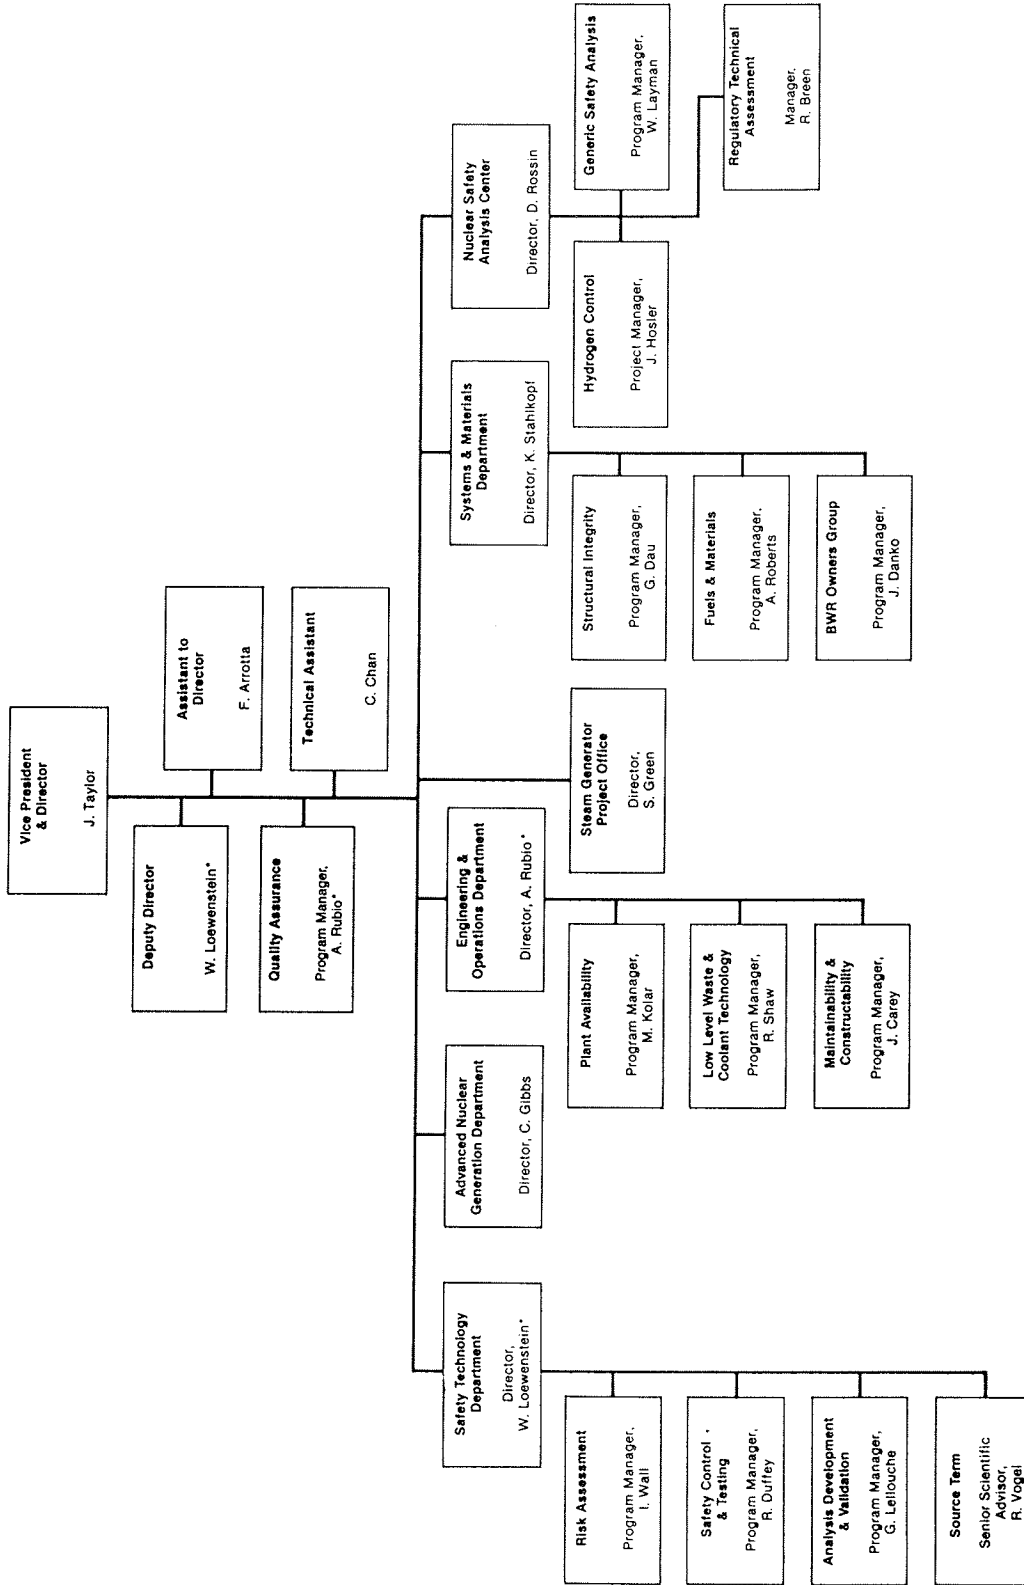 Vice President
& Director
J. Taylor
Deputy Director
W. Loewenstein*
Assistant to
Director
F. Arrotta
Quality Assurance
Program Manager,
A. Rubio*
Technical Assistant
C. Chan
Safety Technology
Department
Director,
W. Loewenstein*
Advanced Nuclear
Generation Department
Director, C. Gibbs
Engineering &
Operations Department
Director, A. Rubio*
Steam Generator
Project Office
Director,
S. Green
Systems & Materials
Department
Director, K. Stahlkopf
Nuclear Safety
Analysis Center
Director, D. Rossin
Risk Assessment
Program Manager,
I. Wall
Safety Control
& Testing
Program Manager,
R. Duffey
Analysis Development
& Validation
Program Manager,
G. Lellouche
Source Term
Senior Scientific
Advisor,
R. Vogel
Plant Availability
Program Manager,
M. Kolar
Low Level Waste &
Coolant Technology
Program Manager,
R. Shaw
Maintainability &
Constructability
Program Manager,
J. Carey
Structural Integrity
Program Manager,
G. Dau
Fuels & Materials
Program Manager,
A. Roberts
BWR Owners Group
Program Manager,
J. Danko
Hydrogen Control
Project Manager,
J. Hosler
Generic Safety Analysis
Program Manager,
W. Layman
Regulatory Technical
Assessment
Manager,
R. Breen